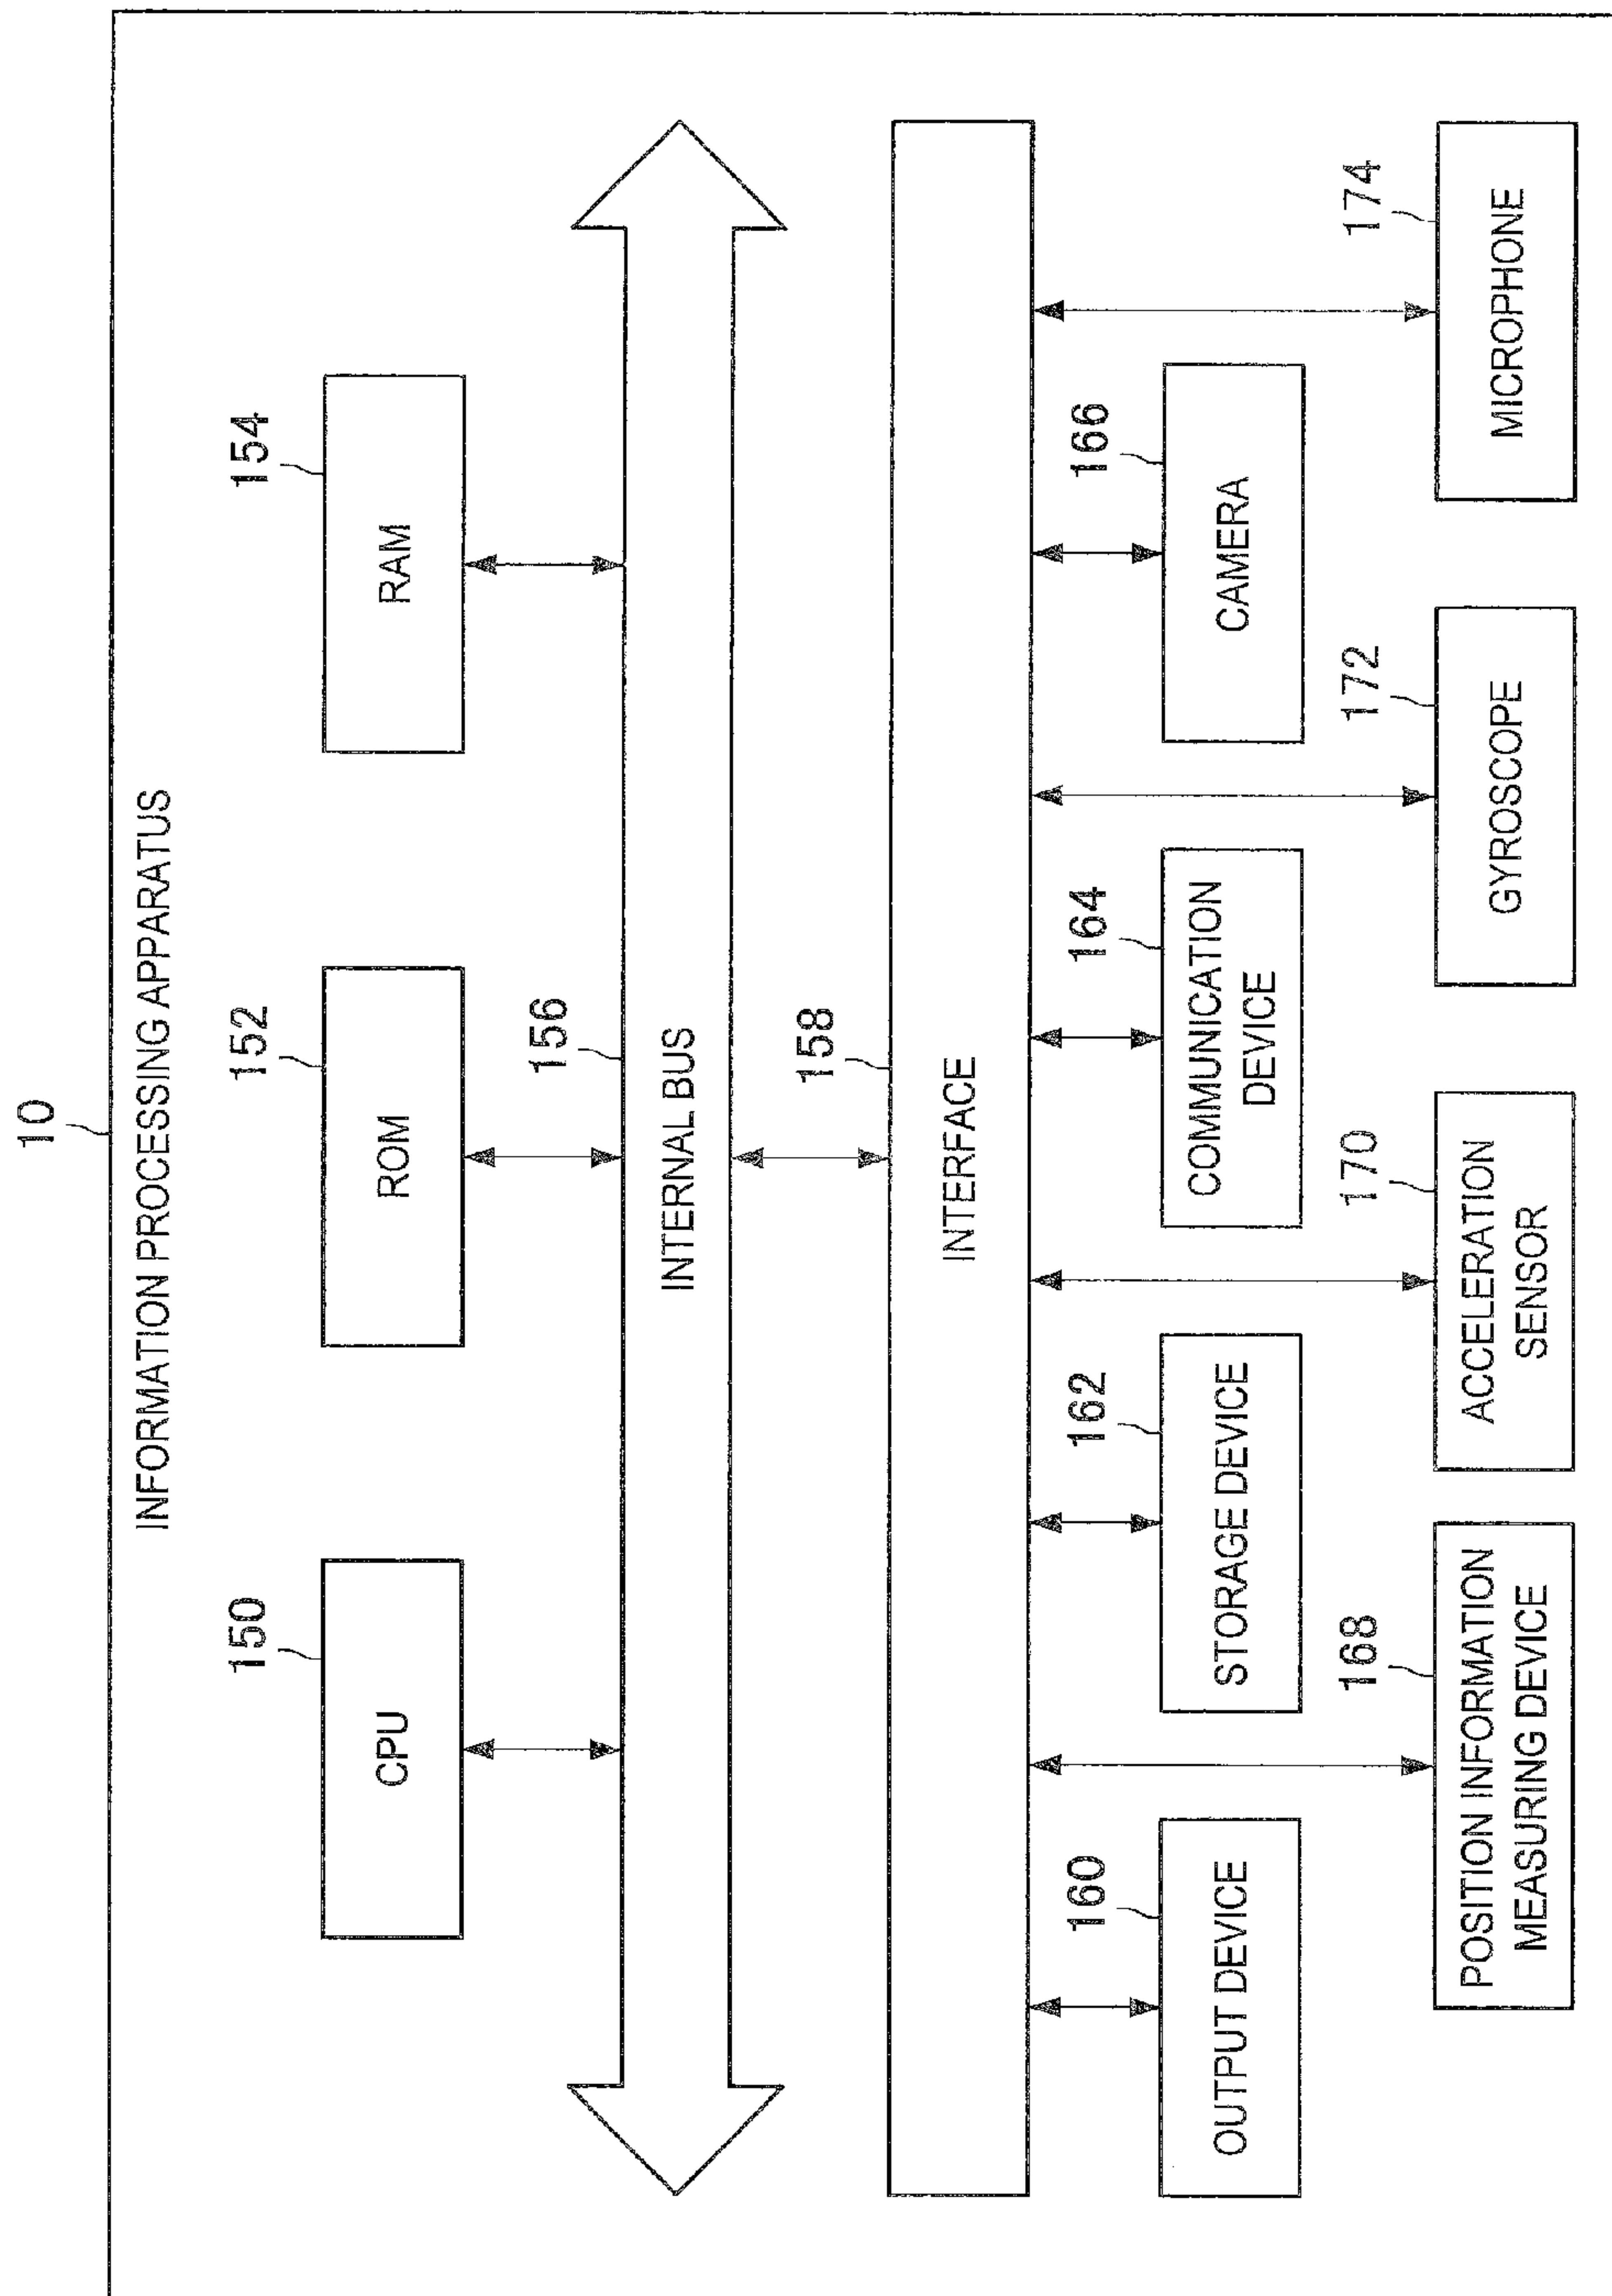 10
INFORMATION PROCESSING APPARATUS
150
152
154
CPU
ROM
RAM
156
INTERNAL BUS
158
INTERFACE
160
162
164
166
OUTPUT DEVICE
STORAGE DEVICE
COMMUNICATION
DEVICE
CAMERA
168
170
172
174
POSITION INFORMATION
MEASURING DEVICE
ACCELERATION
SENSOR
GYROSCOPE
MICROPHONE